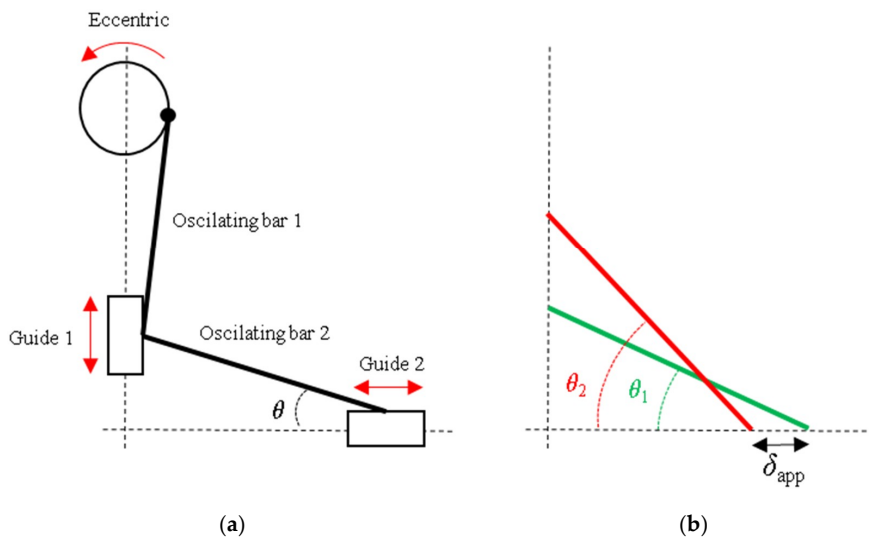 Eccentric
Oscilating bar 1
Guide 1
Oscilating bar 2
Guide 2
θ
θ₂
θ₁
δapp
(a)
(b)